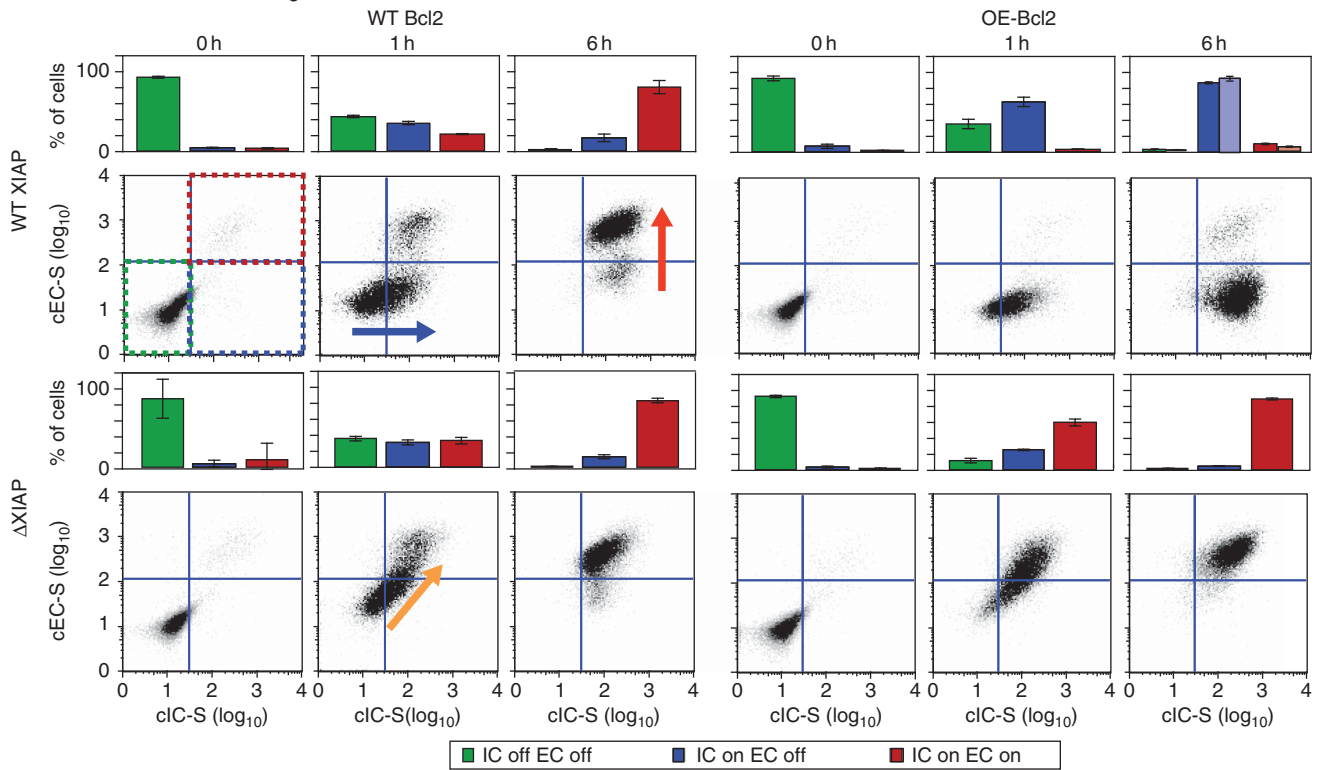 WT Bcl2 OE-Bcl2
0 h 1 h 6 h 0 h 1 h 6 h
100
% of cells
WT XIAP
4
3
2
1
0
cEC-S (log10)
100
0
% of cells
ΔXIAP
4
3
2
1
0
cEC-S (log10)
0 1 2 3 4 0 1 2 3 4 0 1 2 3 4 0 1 2 3 4 0 1 2 3 4 0 1 2 3 4
cIC-S (log10) cIC-S(log10) cIC-S (log10) cIC-S (log10) cIC-S (log10) cIC-S (log10)
IC off EC off IC on EC off IC on EC on